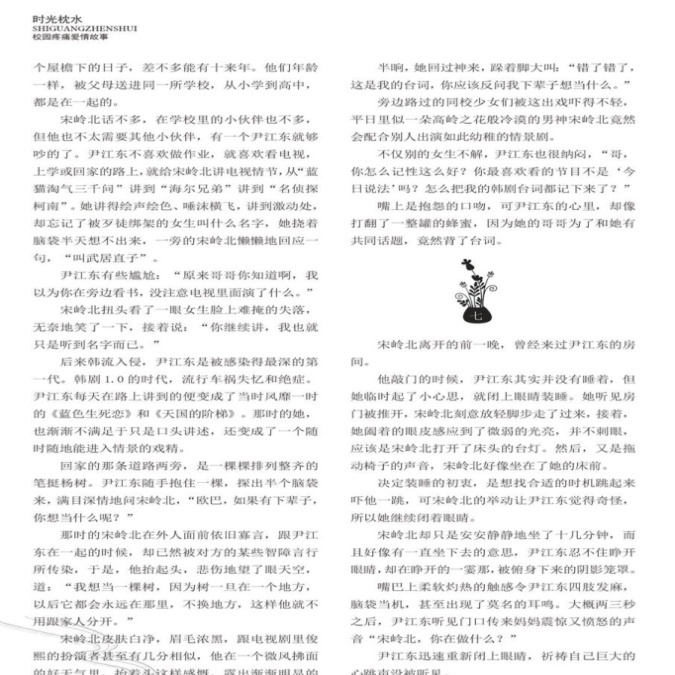 时光枕水
SHIGUANGZHENSHUI
校园疼痛爱情故事
个屋檐下的日子，差不多能有十来年。他们年龄
一样，被父母送进同一所学校，从小学到高中，
都是在一起的。
宋岭北话不多，在学校里的小伙伴也不多，
但他也不太需要其他小伙伴，有一个尹江东就够
吵的了。尹江东不喜欢做作业，就喜欢看电视，
上学或回家的路上，就给宋岭北讲电视情节，从“蓝
猫淘气三千问”讲到“海尔兄弟”讲到“名侦探
柯南”。她讲得绘声绘色、唾沫横飞，讲到激动处，
却忘记了被歹徒绑架的女生叫什么名字，她挠着
脑袋半天想不出来，一旁的宋岭北懒懒地回应一
句，“叫武居直子”。
尹江东有些尴尬：“原来哥哥你知道啊，我
以为你在旁边看书，没注意电视里面演了什么。”
宋岭北扭头看了一眼女生脸上难掩的失落，
无奈地笑了一下，接着说：“你继续讲，我也就
只是听到名字而已。”
后来韩流入侵，尹江东是被感染得最深的第
一代。韩剧 1.0 的时代，流行车祸失忆和绝症。
尹江东每天在路上讲到的便变成了当时风靡一时
的《蓝色生死恋》和《天国的阶梯》。那时的她，
也渐渐不满足于只是口头讲述，还变成了一个随
时随地能进入情景的戏精。
回家的那条道路两旁，是一棵棵排列整齐的
笔挺杨树。尹江东随手抱住一棵，探出半个脑袋
来，满目深情地问宋岭北，“欧巴，如果有下辈子，
你想当什么呢？”
那时的宋岭北在外人面前依旧寡言，跟尹江
东在一起的时候，却已然被对方的某些智障言行
所传染，于是，他抬起头，悲伤地望了眼天空，
道：“我想当一棵树，因为树一旦在一个地方，
以后它都会永远在那里，不换地方，这样他就不
用跟家人分开。”
宋岭北皮肤白净，眉毛浓黑，跟电视剧里俊
熙的扮演者甚至有几分相似，他在一个微风拂面
的好天气里，抬着头这样感慨，露出渐渐明显的
半晌，她回过神来，跺着脚大叫：“错了错了，
这是我的台词，你应该反问我下辈子想当什么。”
旁边路过的同校少女们被这出戏吓得不轻，
平日里似一朵高岭之花般冷漠的男神宋岭北竟然
会配合别人出演如此幼稚的情景剧。
不仅别的女生不解，尹江东也很纳闷，“哥，
你怎么记性这么好？你最喜欢看的节目不是‘今
日说法’吗？怎么把我的韩剧台词都记下来了？”
嘴上是抱怨的口吻，可尹江东的心里，却像
打翻了一整罐的蜂蜜，因为她的哥哥为了和她有
共同话题，竟然背了台词。
七
宋岭北离开的前一晚，曾经来过尹江东的房
间。
他敲门的时候，尹江东其实并没有睡着，但
她临时起了小心思，就闭上眼睛装睡。她听见房
门被推开，宋岭北刻意放轻脚步走了过来，接着，
她阖着的眼皮感应到了微弱的光亮，并不刺眼，
应该是宋岭北打开了床头的台灯。然后，又是拖
动椅子的声音，宋岭北好像坐在了她的床前。
决定装睡的初衷，是想找合适的时机跳起来
吓他一跳，可宋岭北的举动让尹江东觉得奇怪，
所以她继续闭着眼睛。
宋岭北却只是安安静静地坐了十几分钟，而
且好像有一直坐下去的意思，尹江东忍不住睁开
眼睛，却在睁开的一霎那，被俯身下来的阴影笼罩。
嘴巴上柔软灼热的触感令尹江东四肢发麻，
脑袋当机，甚至出现了莫名的耳鸣。大概两三秒
之后，尹江东听见门口传来妈妈震惊又愤怒的声
音“宋岭北，你在做什么？”
尹江东迅速重新闭上眼睛，祈祷自己巨大的
心跳声没被听见。